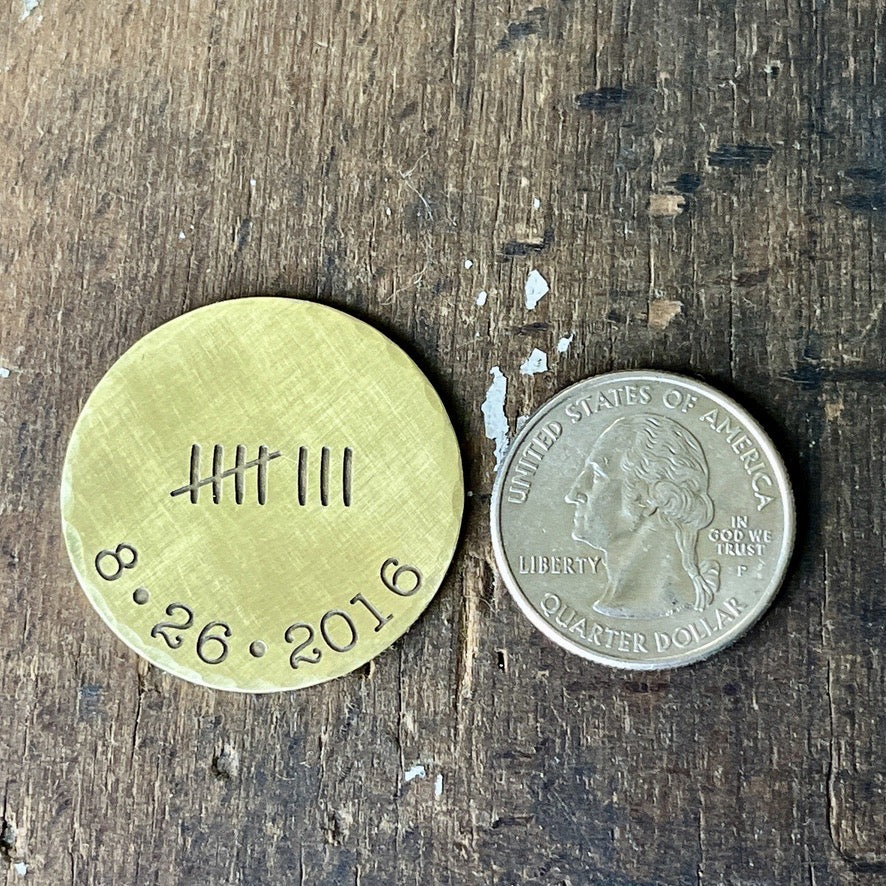 𝍸 |||
8•26•2016
UNITED STATES OF AMERICA
LIBERTY
IN
GOD WE
TRUST
P
QUARTER DOLLAR